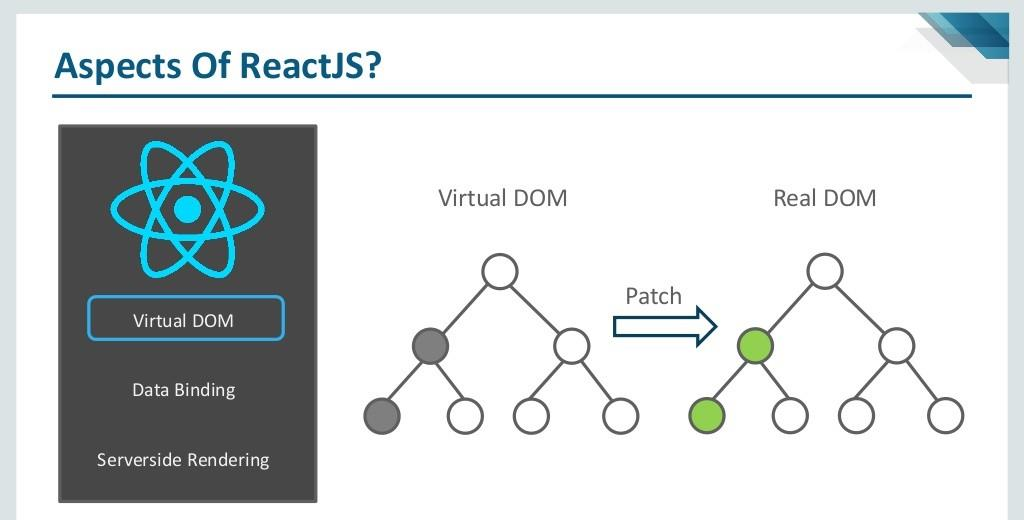 Aspects Of ReactJS?
Virtual DOM
Data Binding
Serverside Rendering
Virtual DOM
Real DOM
Patch